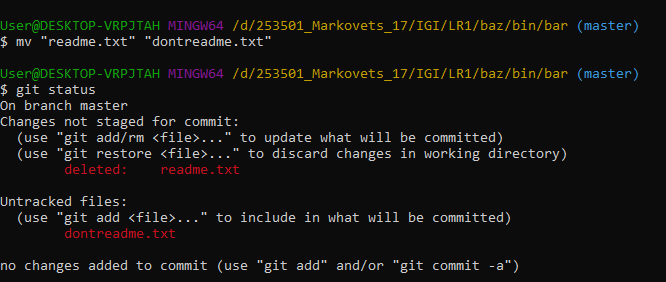 User@DESKTOP-VRPJTAH MINGW64 /d/253501_Markovets_17/IGI/LR1/baz/bin/bar (master)
$ mv "readme.txt" "dontreadme.txt"
User@DESKTOP-VRPJTAH MINGW64 /d/253501_Markovets_17/IGI/LR1/baz/bin/bar (master)
$ git status
On branch master
Changes not staged for commit:
(use "git add/rm <file>..." to update what will be committed)
(use "git restore <file>..." to discard changes in working directory)
deleted: readme.txt
Untracked files:
(use "git add <file>..." to include in what will be committed)
dontreadme.txt
no changes added to commit (use "git add" and/or "git commit -a")